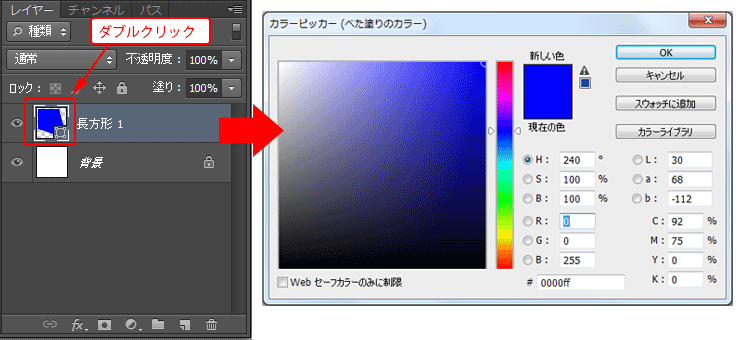 レイヤー チャンネル パス
種類
ダブルクリック
通常 不透明度: 100%
ロック: 塗り: 100%
長方形 1
背景
fx.
カラーピッカー (べた塗りのカラー)
新しい色
現在の色
OK
キャンセル
スウォッチに追加
カラーライブラリ
H: 240 °
S: 100 %
B: 100 %
R: 0
G: 0
B: 255
# 0000ff
L: 30
a: 68
b: -112
C: 92 %
M: 75 %
Y: 0 %
K: 0 %
Web セーフカラーのみに制限